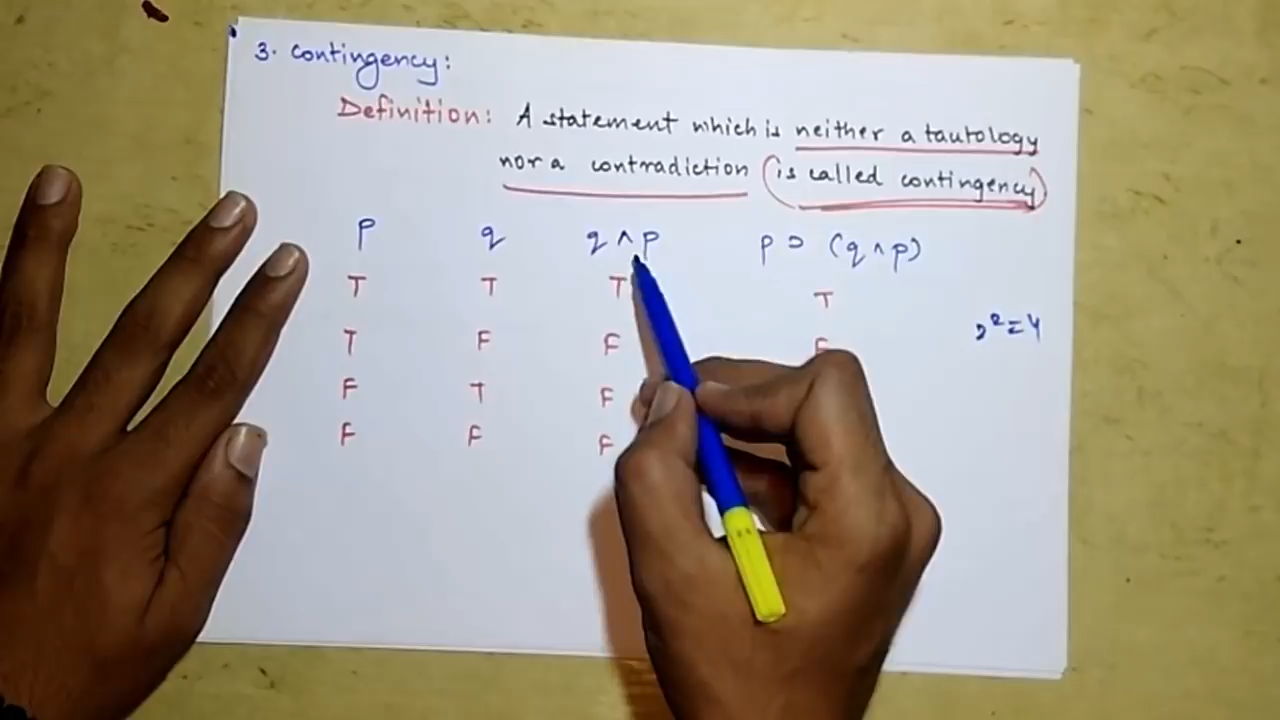 3. Contingency:
Definition: A statement which is neither a tautology
nor a contradiction (is called contingency)
p q q ∧ p p ⊃ (q ∧ p)
T T T T
T F F F
F T F
F F F
2² = 4